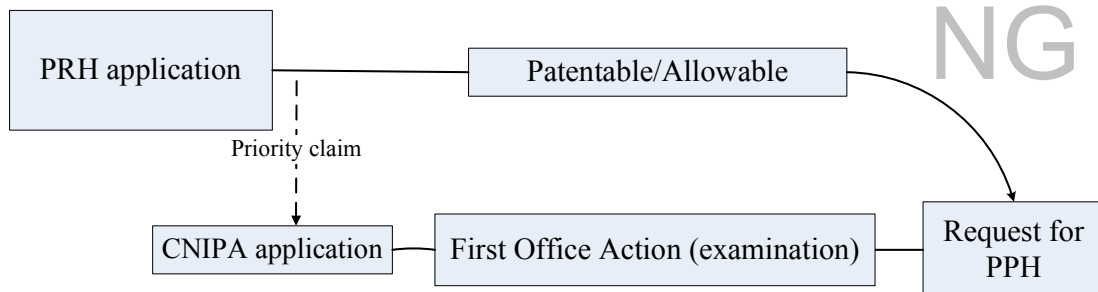 NG
PRH application
Patentable/Allowable
Priority claim
CNIPA application
First Office Action (examination)
Request for
PPH